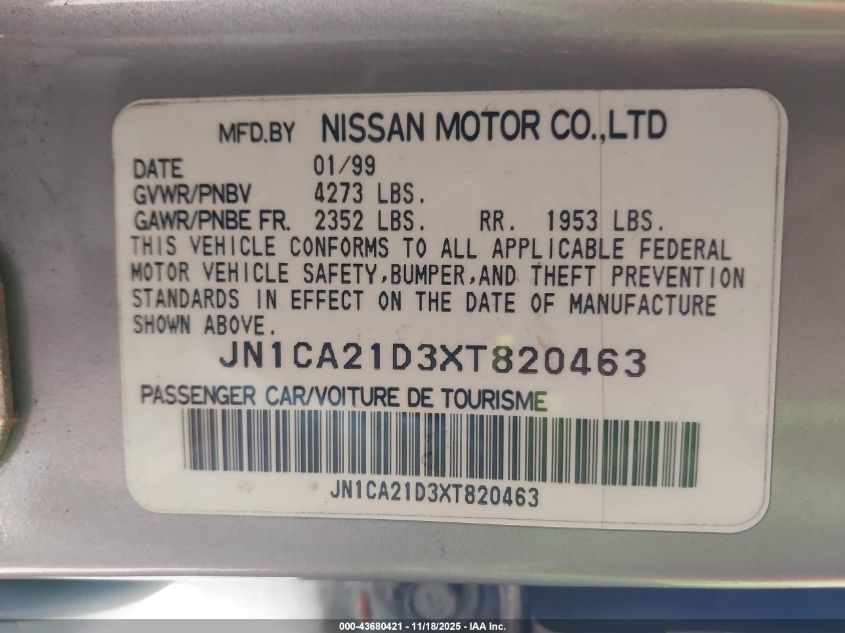 MFD.BY NISSAN MOTOR CO.,LTD
DATE 01/99
GVWR/PNBV 4273 LBS.
GAWR/PNBE FR. 2352 LBS. RR. 1953 LBS.
THIS VEHICLE CONFORMS TO ALL APPLICABLE FEDERAL
MOTOR VEHICLE SAFETY,BUMPER,AND THEFT PREVENTION
STANDARDS IN EFFECT ON THE DATE OF MANUFACTURE
SHOWN ABOVE.
JN1CA21D3XT820463
PASSENGER CAR/VOITURE DE TOURISME
JN1CA21D3XT820463
000-43680421 - 11/18/2025 - IAA Inc.